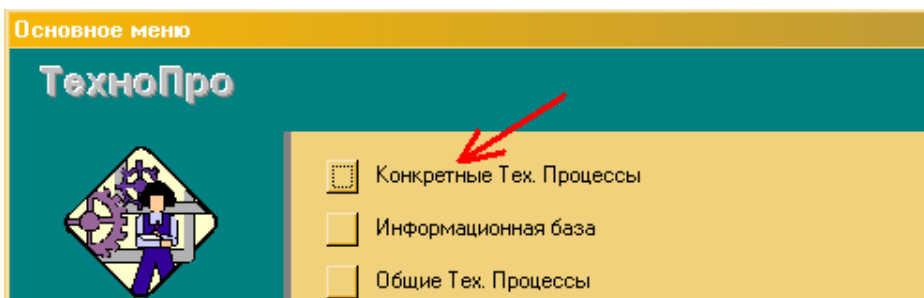 Основное меню
ТехноПро
Конкретные Тех. Процессы
Информационная база
Общие Тех. Процессы